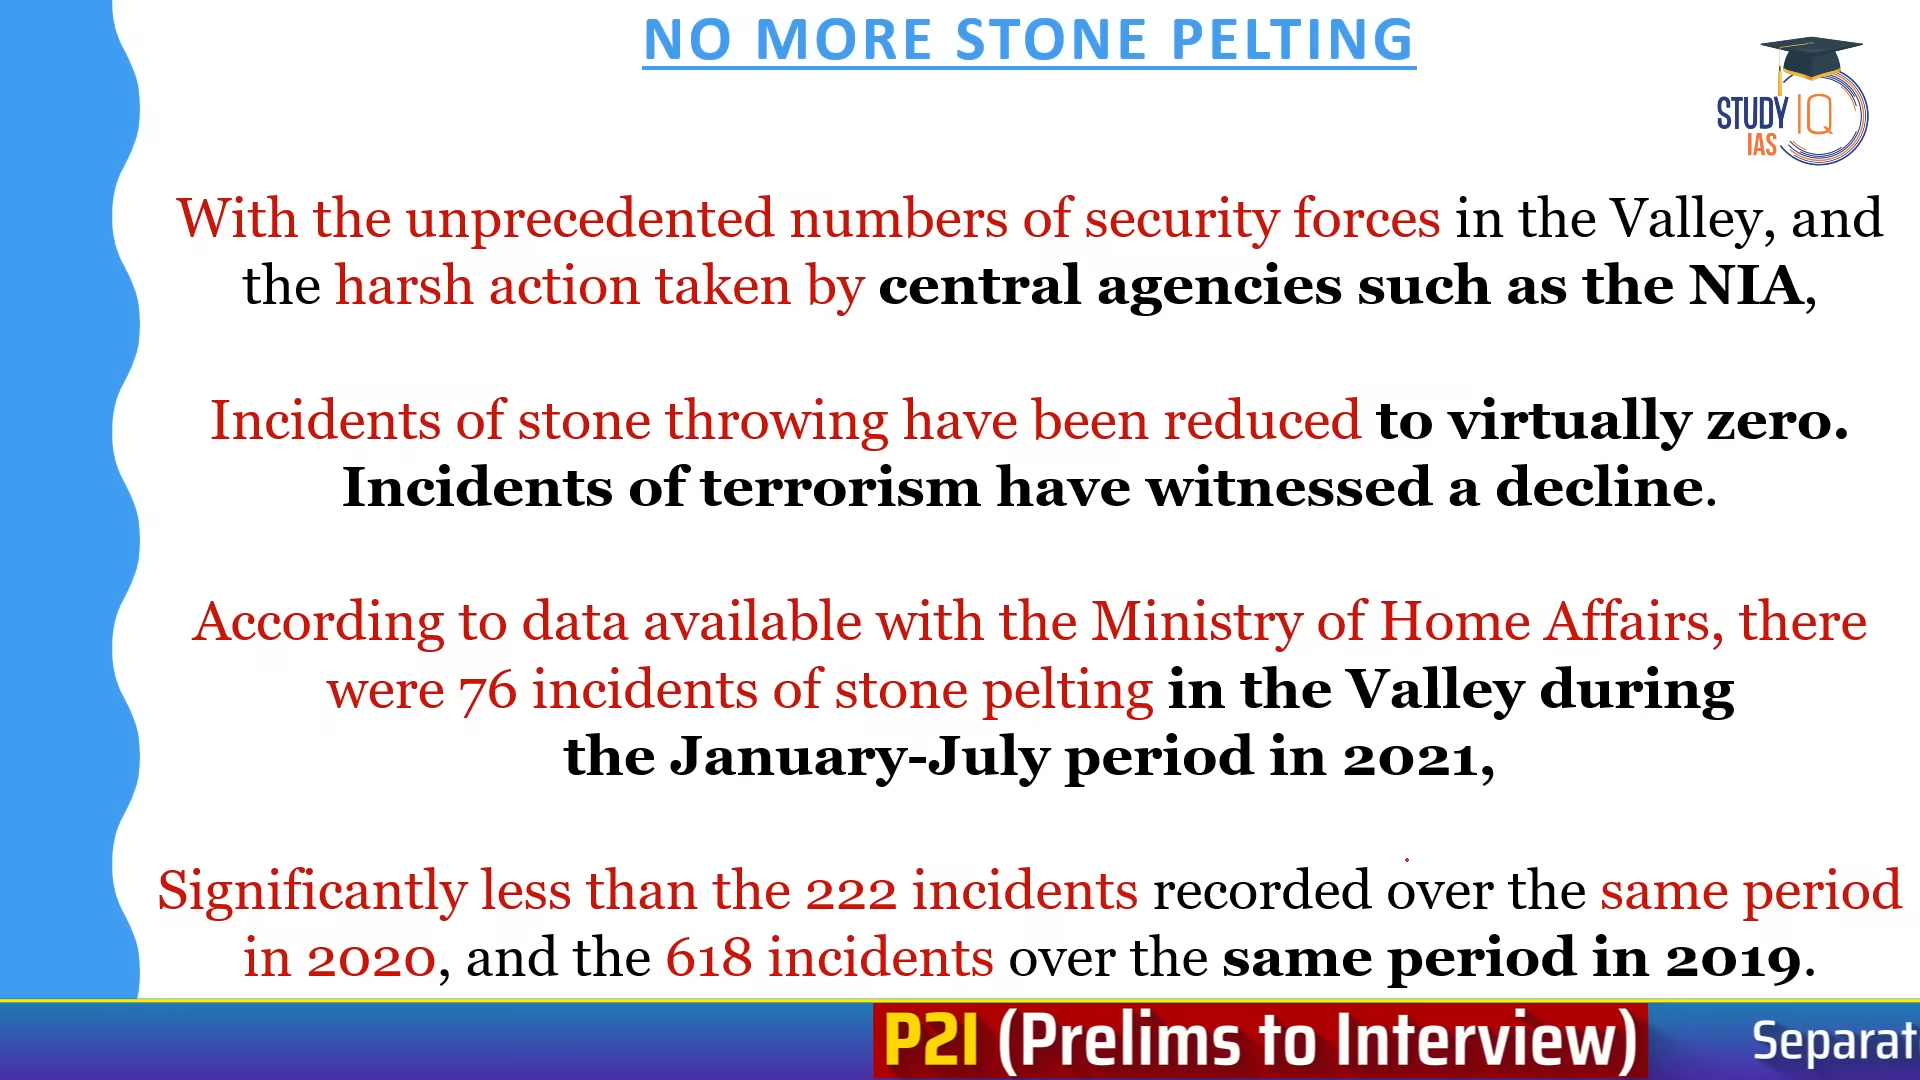 NO MORE STONE PELTING
STUDY IQ
IAS
With the unprecedented numbers of security forces in the Valley, and
the harsh action taken by central agencies such as the NIA,
Incidents of stone throwing have been reduced to virtually zero.
Incidents of terrorism have witnessed a decline.
According to data available with the Ministry of Home Affairs, there
were 76 incidents of stone pelting in the Valley during
the January-July period in 2021,
Significantly less than the 222 incidents recorded over the same period
in 2020, and the 618 incidents over the same period in 2019.
P2I (Prelims to Interview)